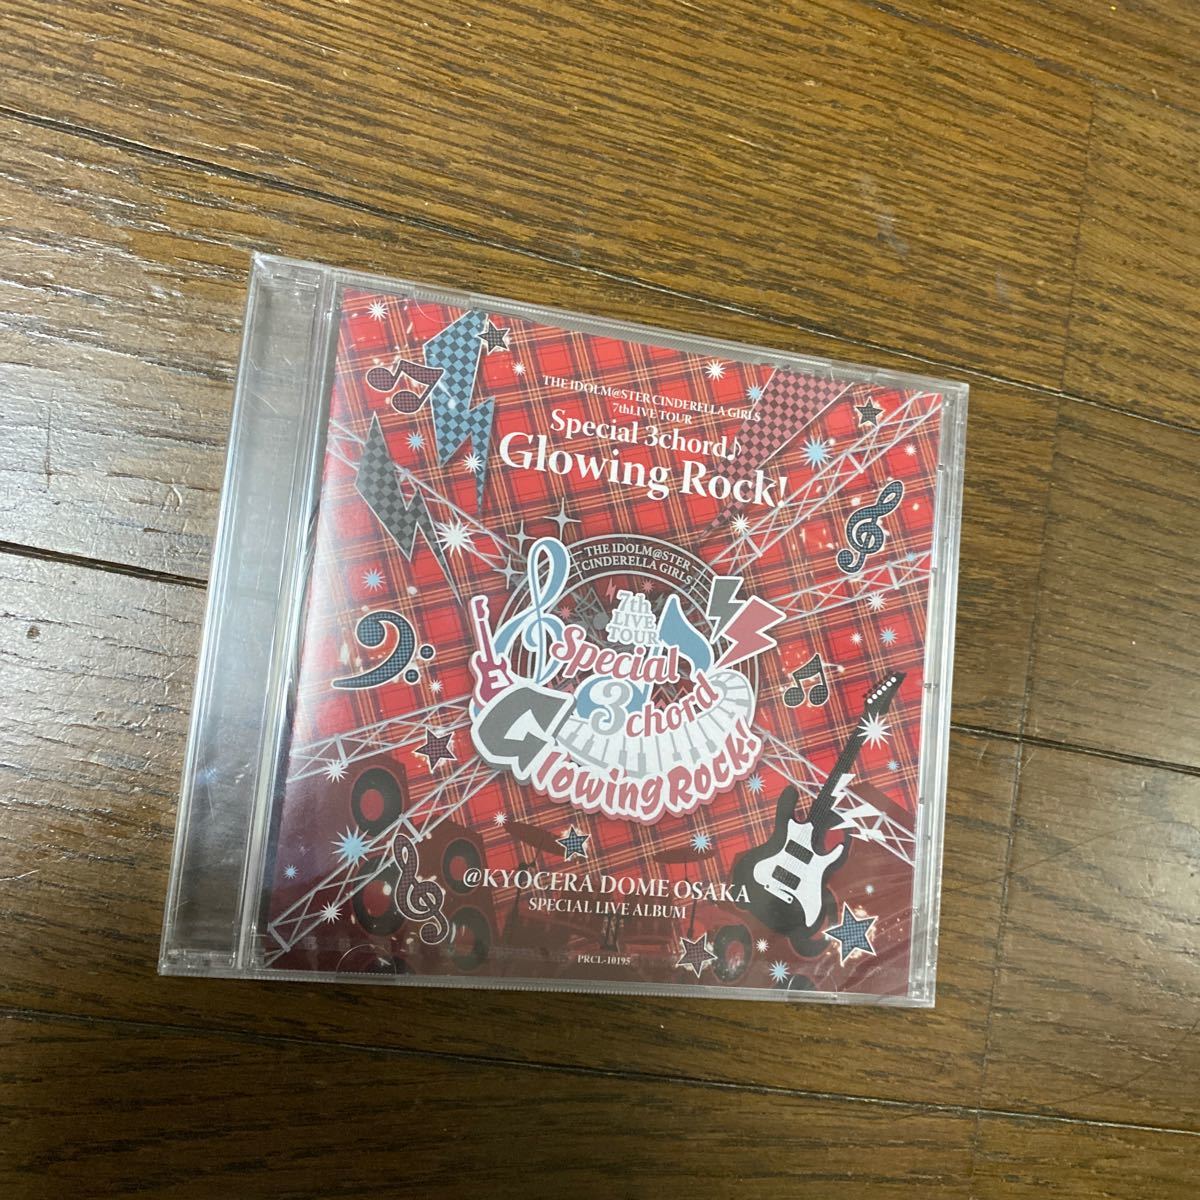 THE IDOLM@STER CINDERELLA GIRLS
7thLIVE TOUR
Special 3chord♪
Glowing Rock!
THE IDOLM@STER
CINDERELLA GIRLS
7th
LIVE
TOUR
Special
3chord
Glowing Rock!
@KYOCERA DOME OSAKA
SPECIAL LIVE ALBUM
PRCL-10195